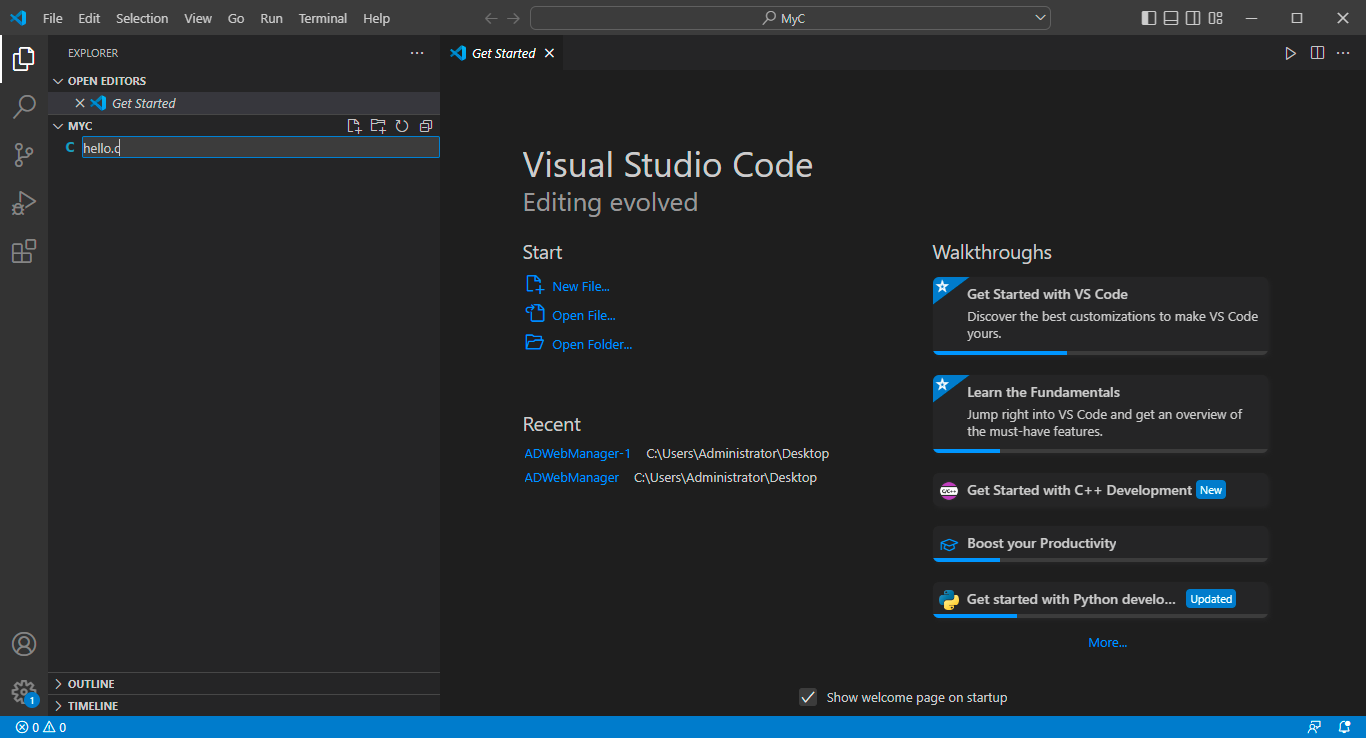 File Edit Selection View Go Run Terminal Help
MyC
EXPLORER
OPEN EDITORS
Get Started
MYC
C hello.c
OUTLINE
TIMELINE
1
0 0
Get Started
Visual Studio Code
Editing evolved
Start
New File...
Open File...
Open Folder...
Recent
ADWebManager-1 C:\Users\Administrator\Desktop
ADWebManager C:\Users\Administrator\Desktop
Walkthroughs
Get Started with VS Code
Discover the best customizations to make VS Code
yours.
Learn the Fundamentals
Jump right into VS Code and get an overview of
the must-have features.
C/C++ Get Started with C++ Development New
Boost your Productivity
Get started with Python develo... Updated
More...
Show welcome page on startup